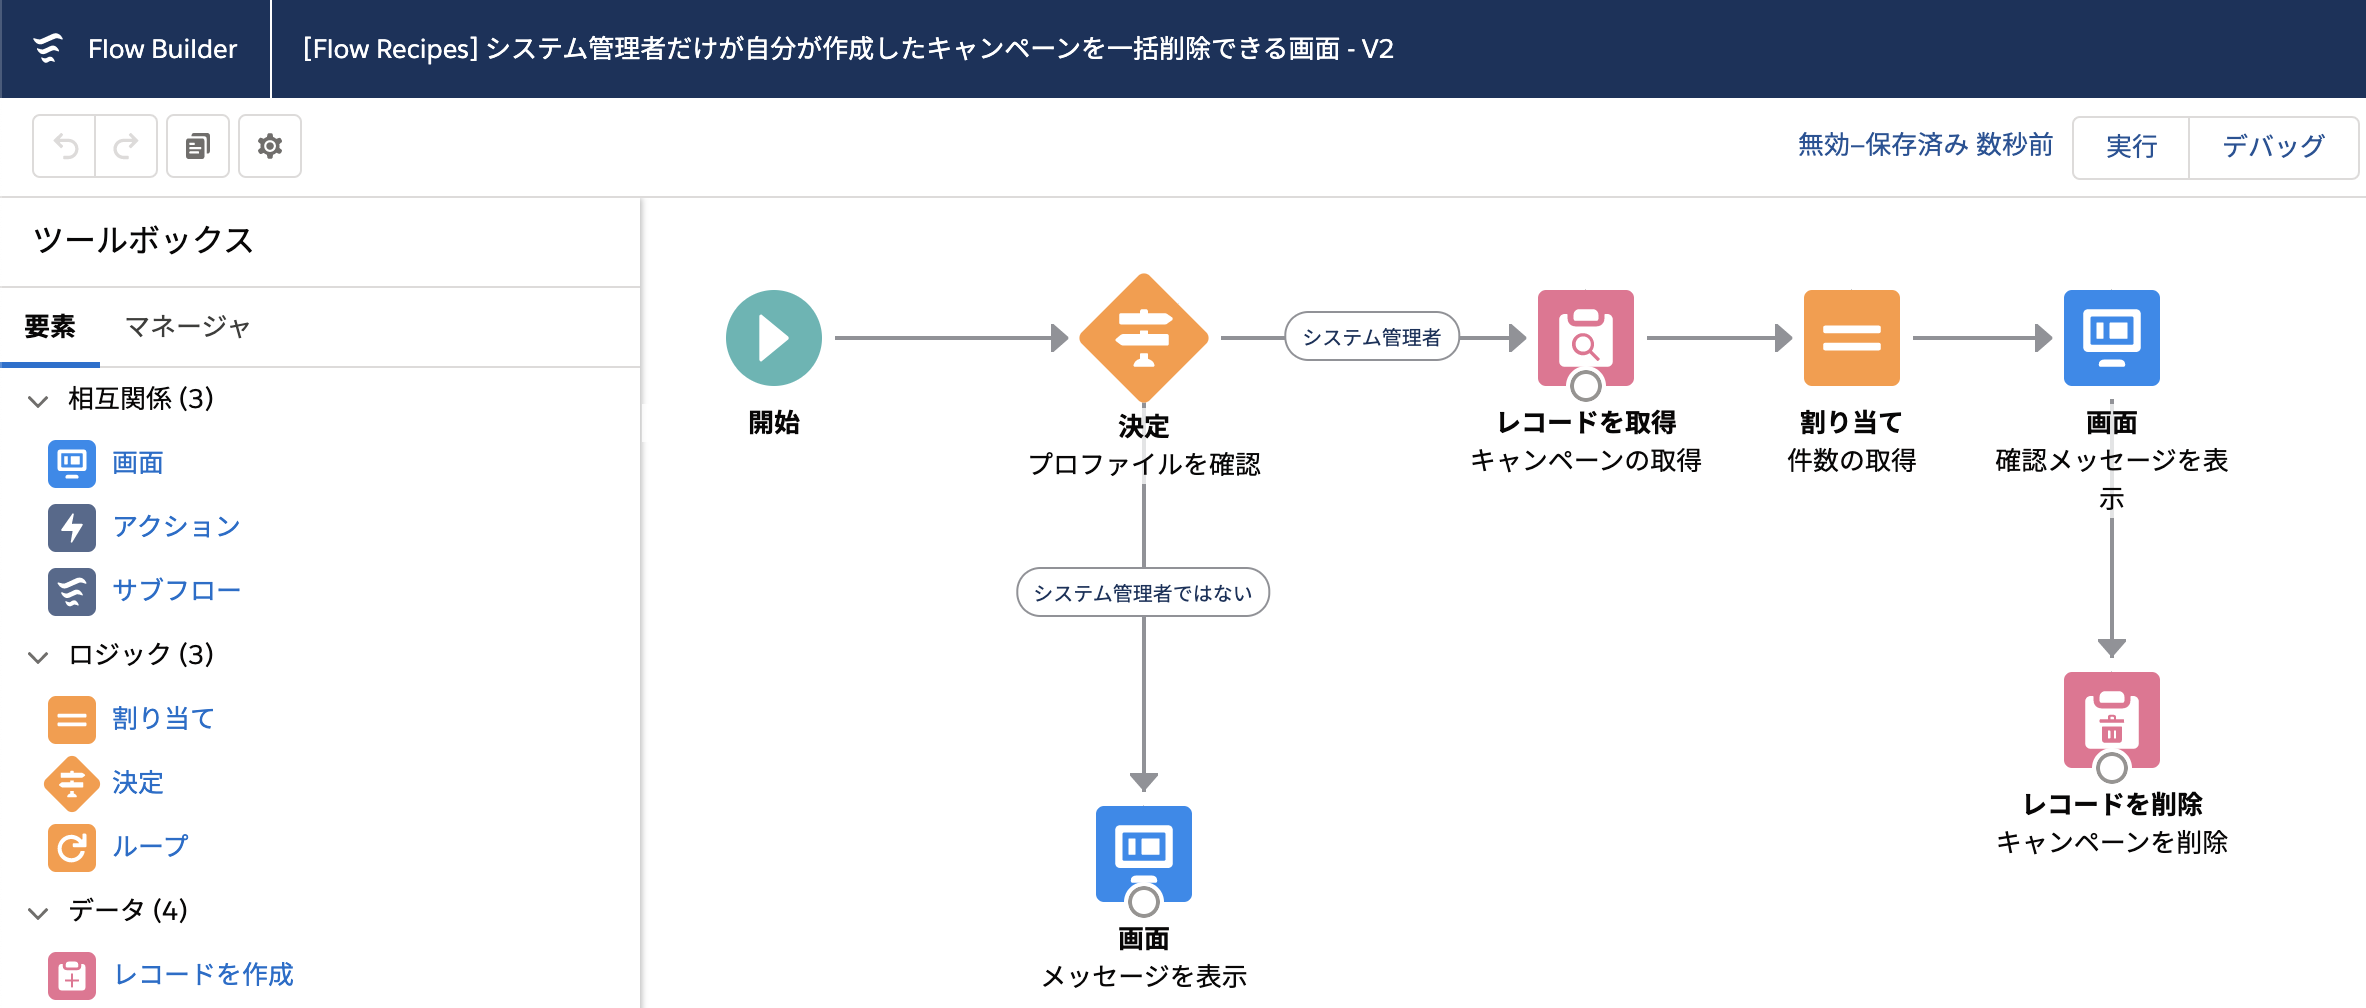 Flow Builder
[Flow Recipes] システム管理者だけが自分が作成したキャンペーンを一括削除できる画面 - V2
無効–保存済み 数秒前
実行
デバッグ
ツールボックス
要素
マネージャ
相互関係 (3)
画面
アクション
サブフロー
ロジック (3)
割り当て
決定
ループ
データ (4)
レコードを作成
開始
決定
プロファイルを確認
システム管理者
レコードを取得
キャンペーンの取得
割り当て
件数の取得
画面
確認メッセージを表
示
システム管理者ではない
画面
メッセージを表示
レコードを削除
キャンペーンを削除